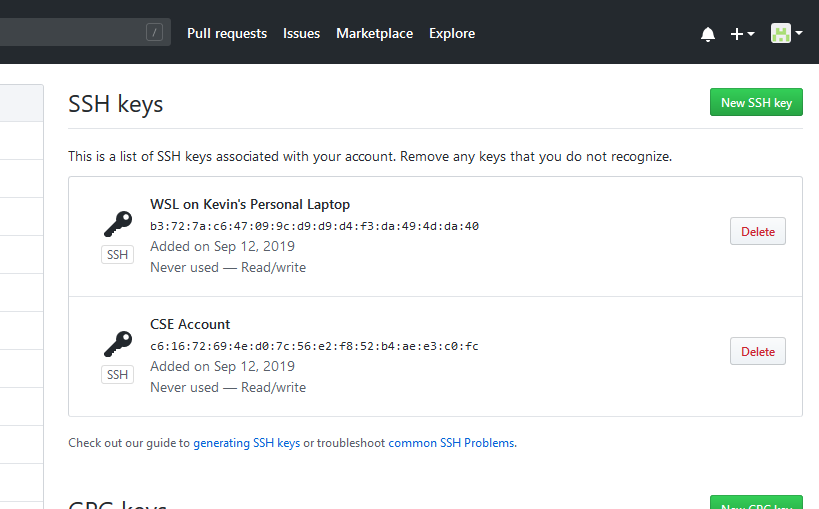 / Pull requests Issues Marketplace Explore
SSH keys
New SSH key
This is a list of SSH keys associated with your account. Remove any keys that you do not recognize.
WSL on Kevin's Personal Laptop
b3:72:7a:c6:47:09:9c:d9:d9:d4:f3:da:49:4d:da:40
Added on Sep 12, 2019
Never used — Read/write
SSH
Delete
CSE Account
c6:16:72:69:4e:d0:7c:56:e2:f8:52:b4:ae:e3:c0:fc
Added on Sep 12, 2019
Never used — Read/write
SSH
Delete
Check out our guide to generating SSH keys or troubleshoot common SSH Problems.
GPG keys
New GPG key